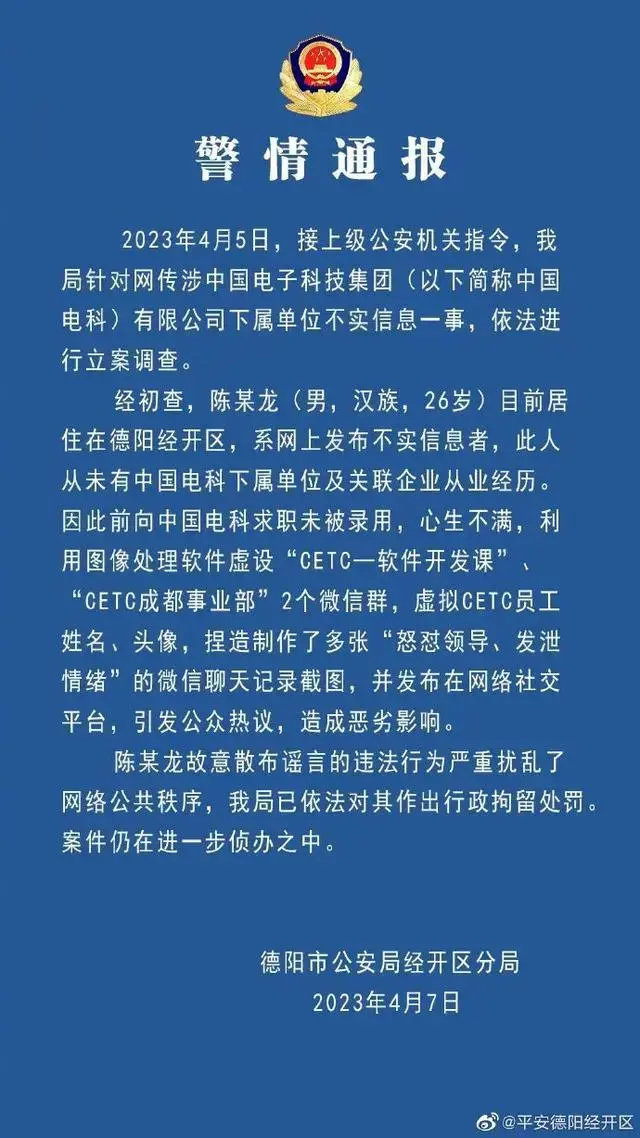 警情通报
2023年4月5日，接上级公安机关指令，我
局针对网传涉中国电子科技集团（以下简称中国
电科）有限公司下属单位不实信息一事，依法进
行立案调查。
经初查，陈某龙（男，汉族，26岁）目前居
住在德阳经开区，系网上发布不实信息者，此人
从未有中国电科下属单位及关联企业从业经历。
因此前向中国电科求职未被录用，心生不满，利
用图像处理软件虚设“CETC—软件开发课”、
“CETC成都事业部”2个微信群，虚拟CETC员工
姓名、头像，捏造制作了多张“怒怼领导、发泄
情绪”的微信聊天记录截图，并发布在网络社交
平台，引发公众热议，造成恶劣影响。
陈某龙故意散布谣言的违法行为严重扰乱了
网络公共秩序，我局已依法对其作出行政拘留处罚。
案件仍在进一步侦办之中。
德阳市公安局经开区分局
2023年4月7日
@平安德阳经开区